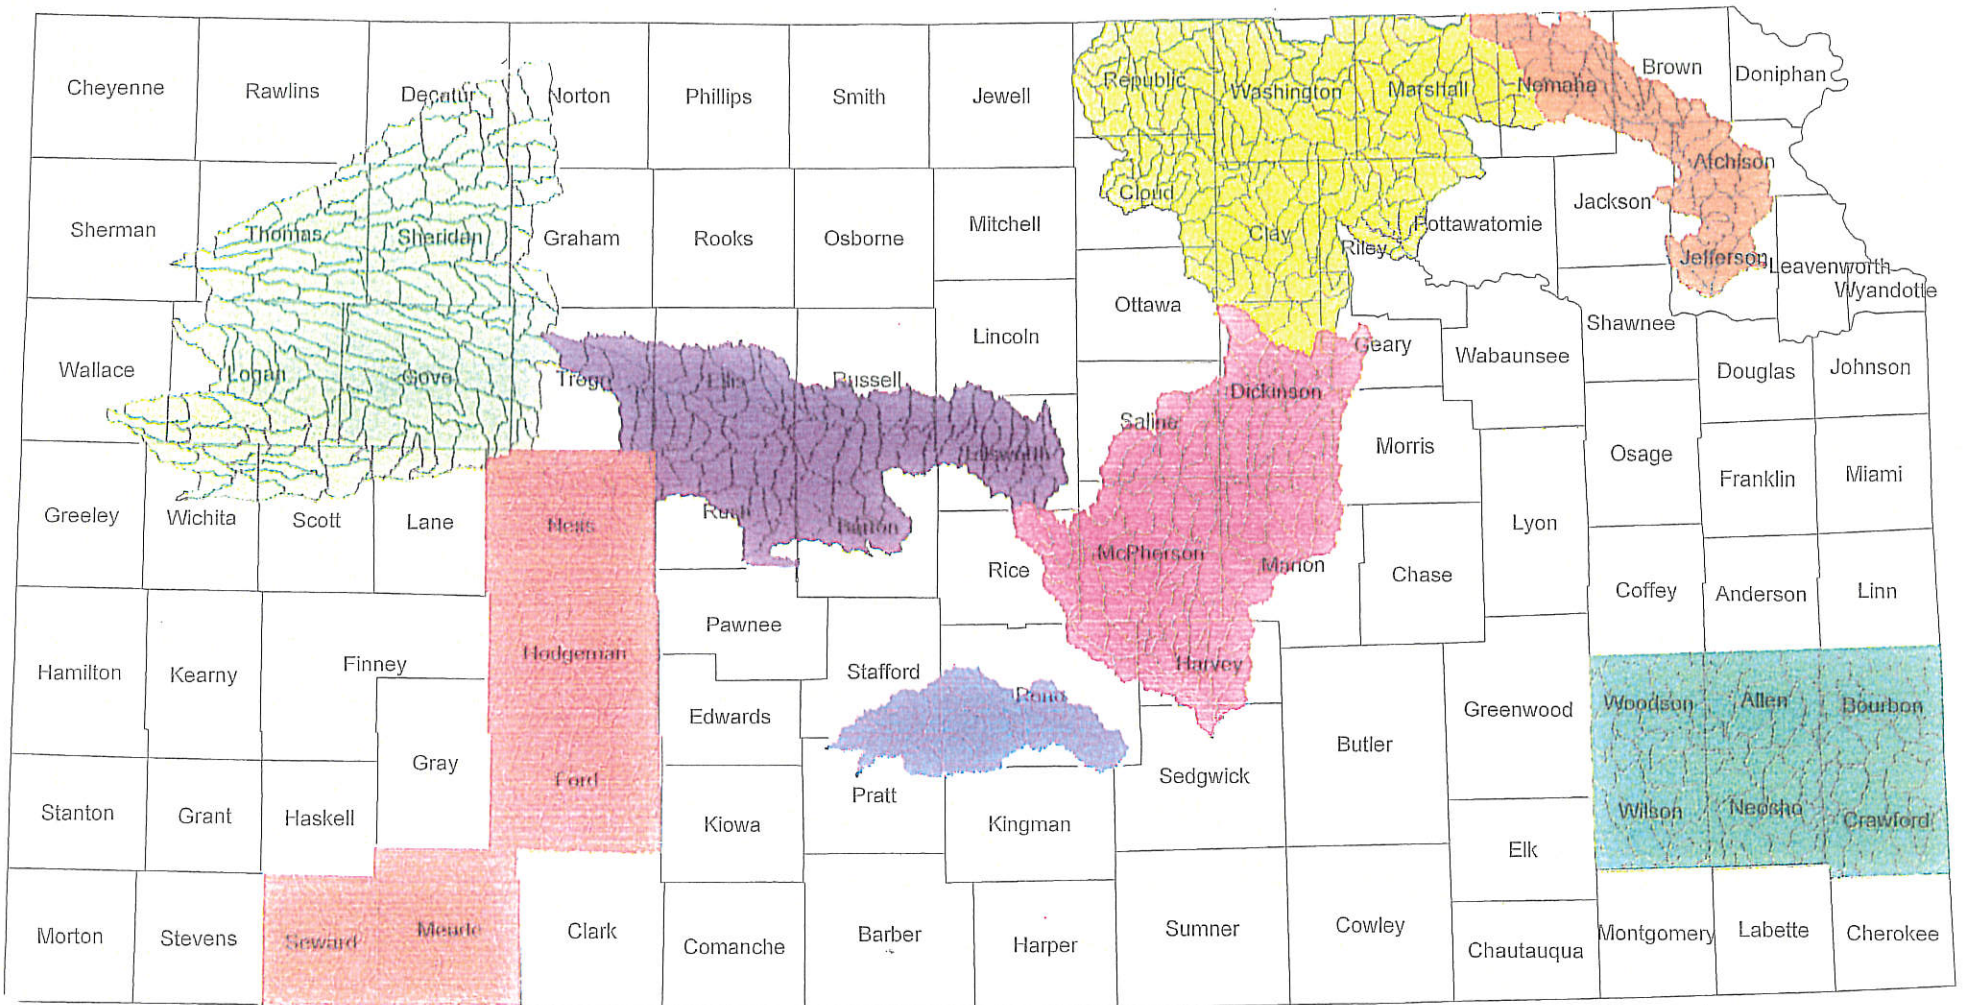 Cheyenne
Rawlins
Decatur
Norton
Phillips
Smith
Jewell
Republic
Washington
Marshall
Nemaha
Brown
Doniphan
Sherman
Thomas
Sheridan
Graham
Rooks
Osborne
Mitchell
Cloud
Clay
Riley
Pottawatomie
Jackson
Atchison
Jefferson
Leavenworth
Wyandotte
Wallace
Logan
Gove
Trego
Ellis
Russell
Lincoln
Ottawa
Saline
Dickinson
Geary
Wabaunsee
Shawnee
Douglas
Johnson
Greeley
Wichita
Scott
Lane
Ness
Rush
Barton
Ellsworth
Rice
McPherson
Marion
Morris
Chase
Lyon
Osage
Franklin
Miami
Coffey
Anderson
Linn
Hamilton
Kearny
Finney
Hodgeman
Pawnee
Stafford
Reno
Harvey
Gray
Ford
Edwards
Pratt
Kingman
Sedgwick
Butler
Greenwood
Woodson
Allen
Bourbon
Stanton
Grant
Haskell
Kiowa
Elk
Wilson
Neosho
Crawford
Morton
Stevens
Seward
Meade
Clark
Comanche
Barber
Harper
Sumner
Cowley
Chautauqua
Montgomery
Labette
Cherokee